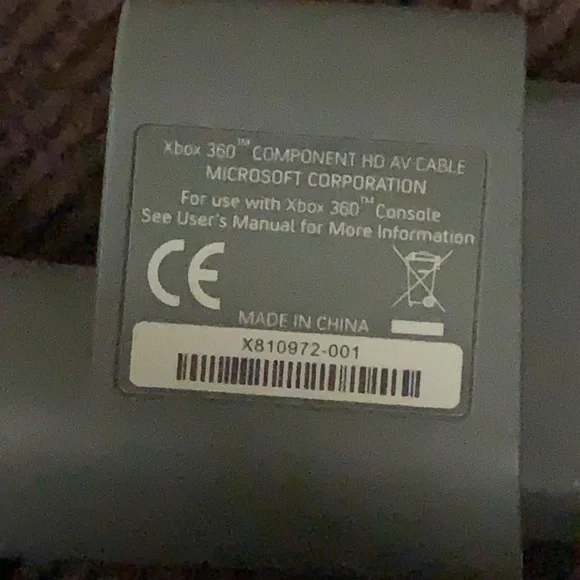 Xbox 360™ COMPONENT HD AV CABLE
MICROSOFT CORPORATION
For use with Xbox 360™ Console
See User's Manual for More Information
CE
MADE IN CHINA
X810972-001